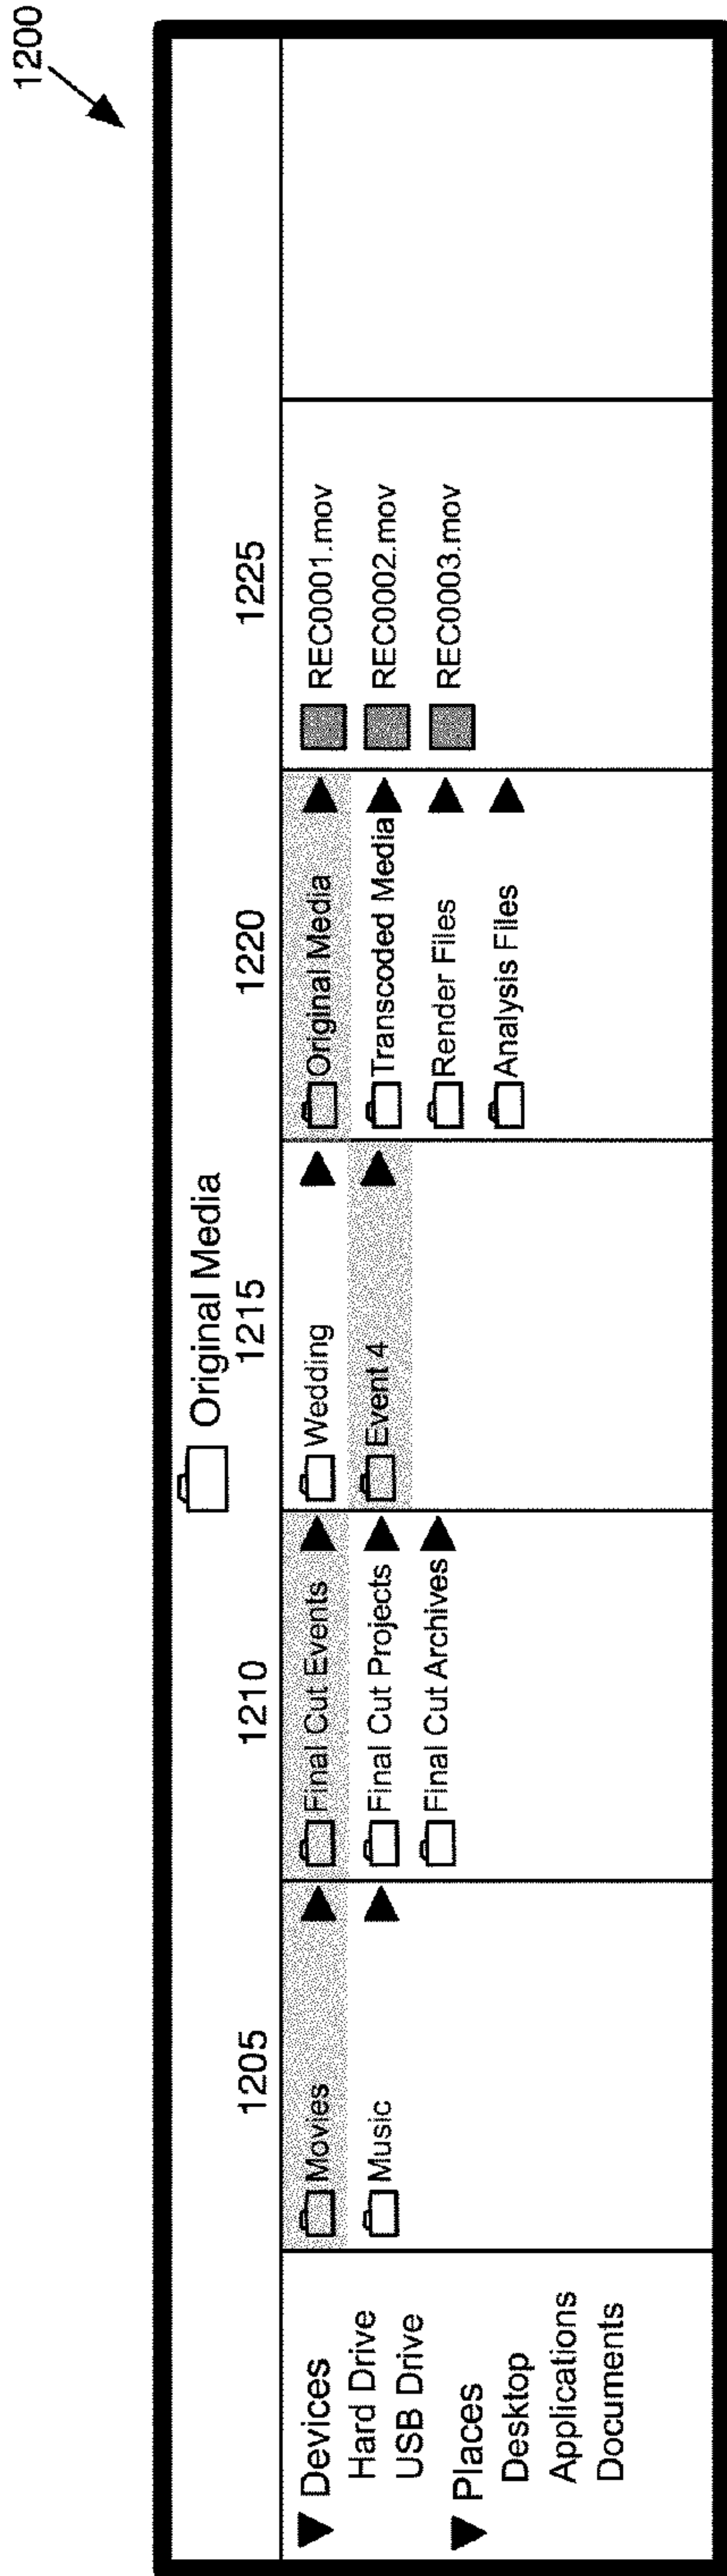 1200
Original Media
1205
1210
1215
1220
1225
Devices
Hard Drive
USB Drive
Places
Desktop
Applications
Documents
Movies
Music
Final Cut Events
Final Cut Projects
Final Cut Archives
Wedding
Event 4
Original Media
Transcoded Media
Render Files
Analysis Files
REC0001.mov
REC0002.mov
REC0003.mov